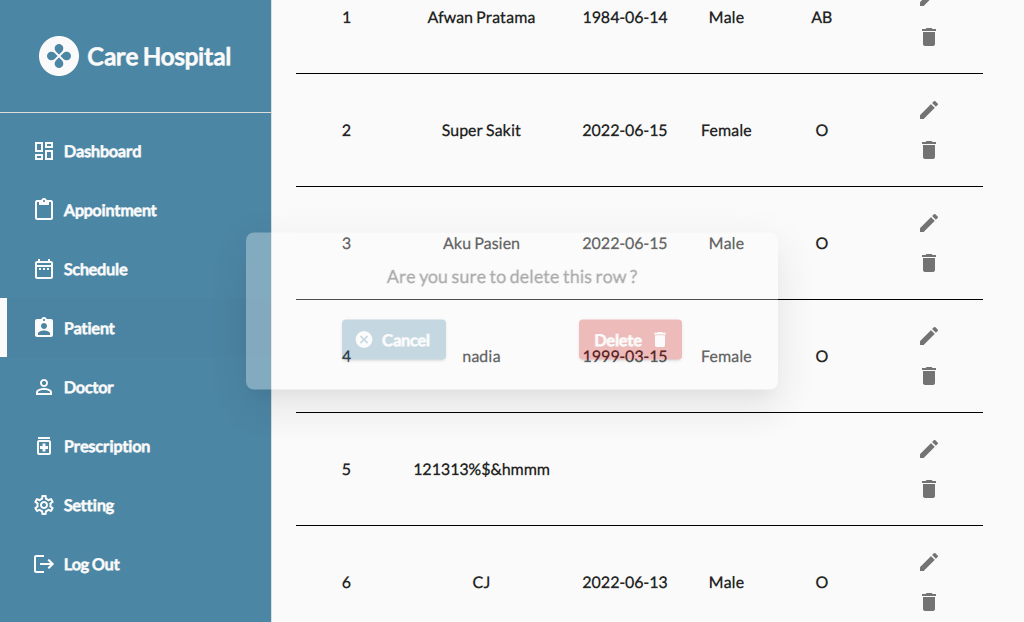 Care Hospital
Dashboard
Appointment
Schedule
Patient
Doctor
Prescription
Setting
Log Out
1 Afwan Pratama 1984-06-14 Male AB
2 Super Sakit 2022-06-15 Female O
3 Aku Pasien 2022-06-15 Male O
Are you sure to delete this row ?
Cancel Delete
4 nadia 1999-03-15 Female O
5 121313%$&hmmm
6 CJ 2022-06-13 Male O